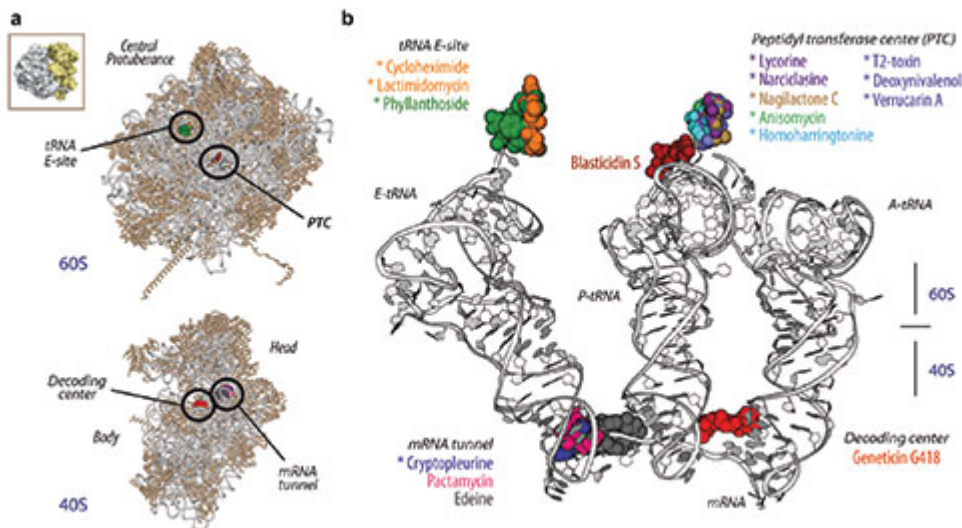 a
Central
Protuberance
tRNA
E-site
PTC
60S
Head
Decoding
center
Body
mRNA
tunnel
40S
b
tRNA E-site
* Cycloheximide
* Lactimidomycin
* Phyllanthoside
Peptidyl transferase center (PTC)
* Lycorine
* Narciclasine
* Nagilactone C
* Anisomycin
* Homoharringtonine
* T2-toxin
* Deoxynivalenol
* Verrucarin A
Blasticidin S
E-tRNA
A-tRNA
P-tRNA
60S
40S
mRNA tunnel
* Cryptopleurine
Pactamycin
Edeine
mRNA
Decoding center
Geneticin G418